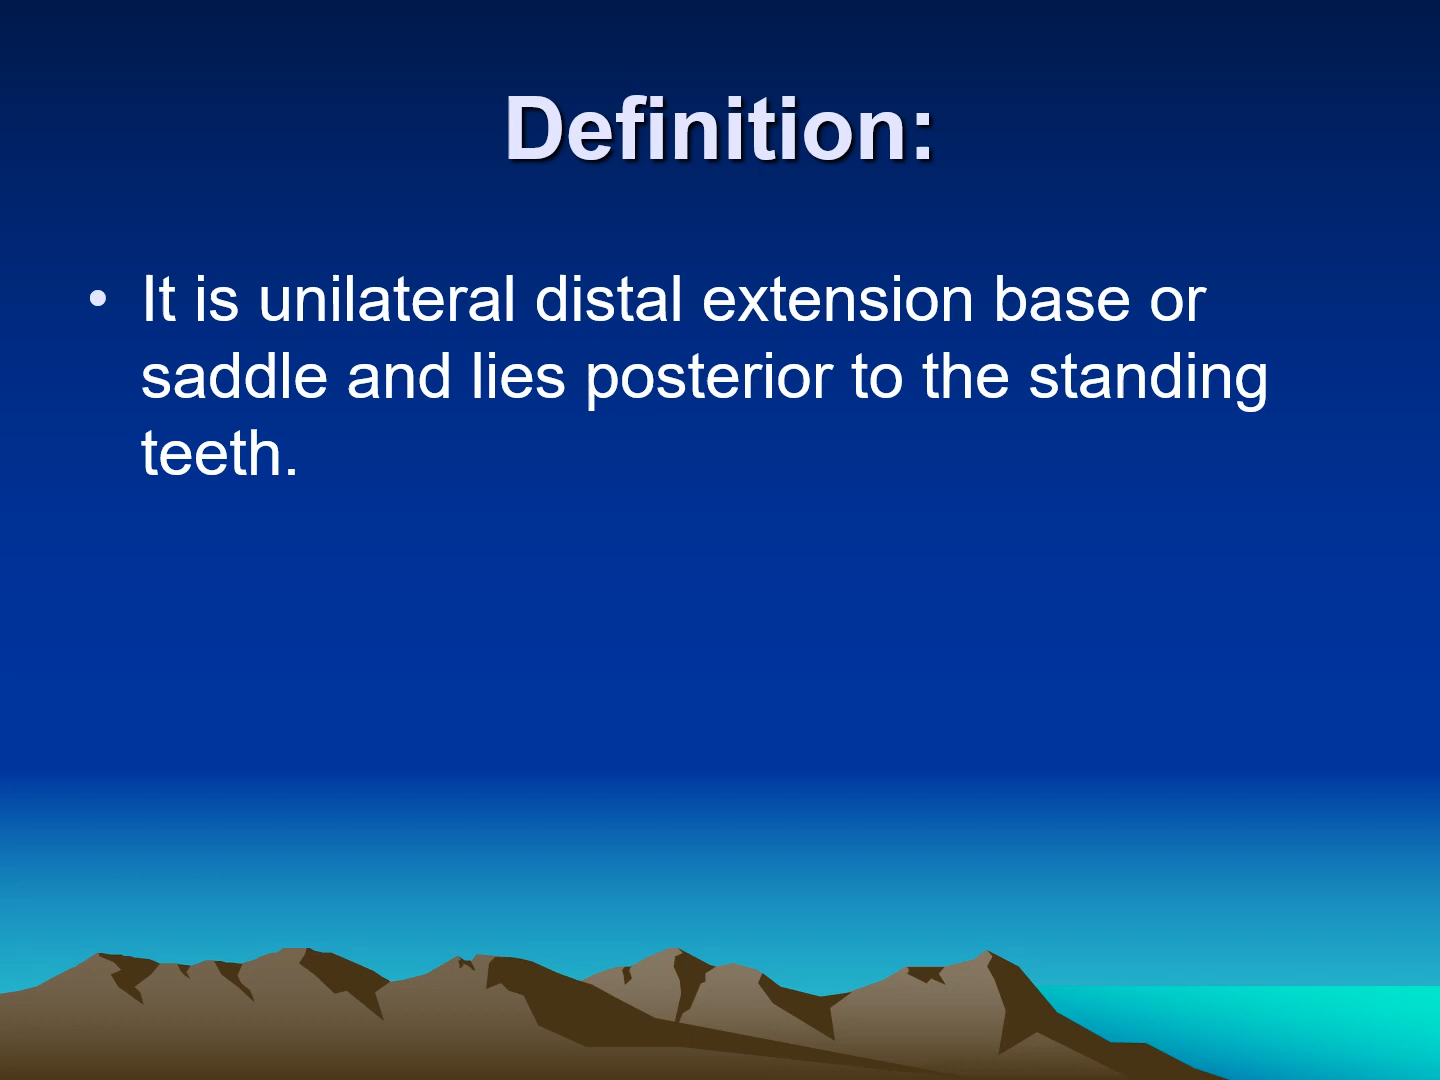 Definition:
• It is unilateral distal extension base or
saddle and lies posterior to the standing
teeth.